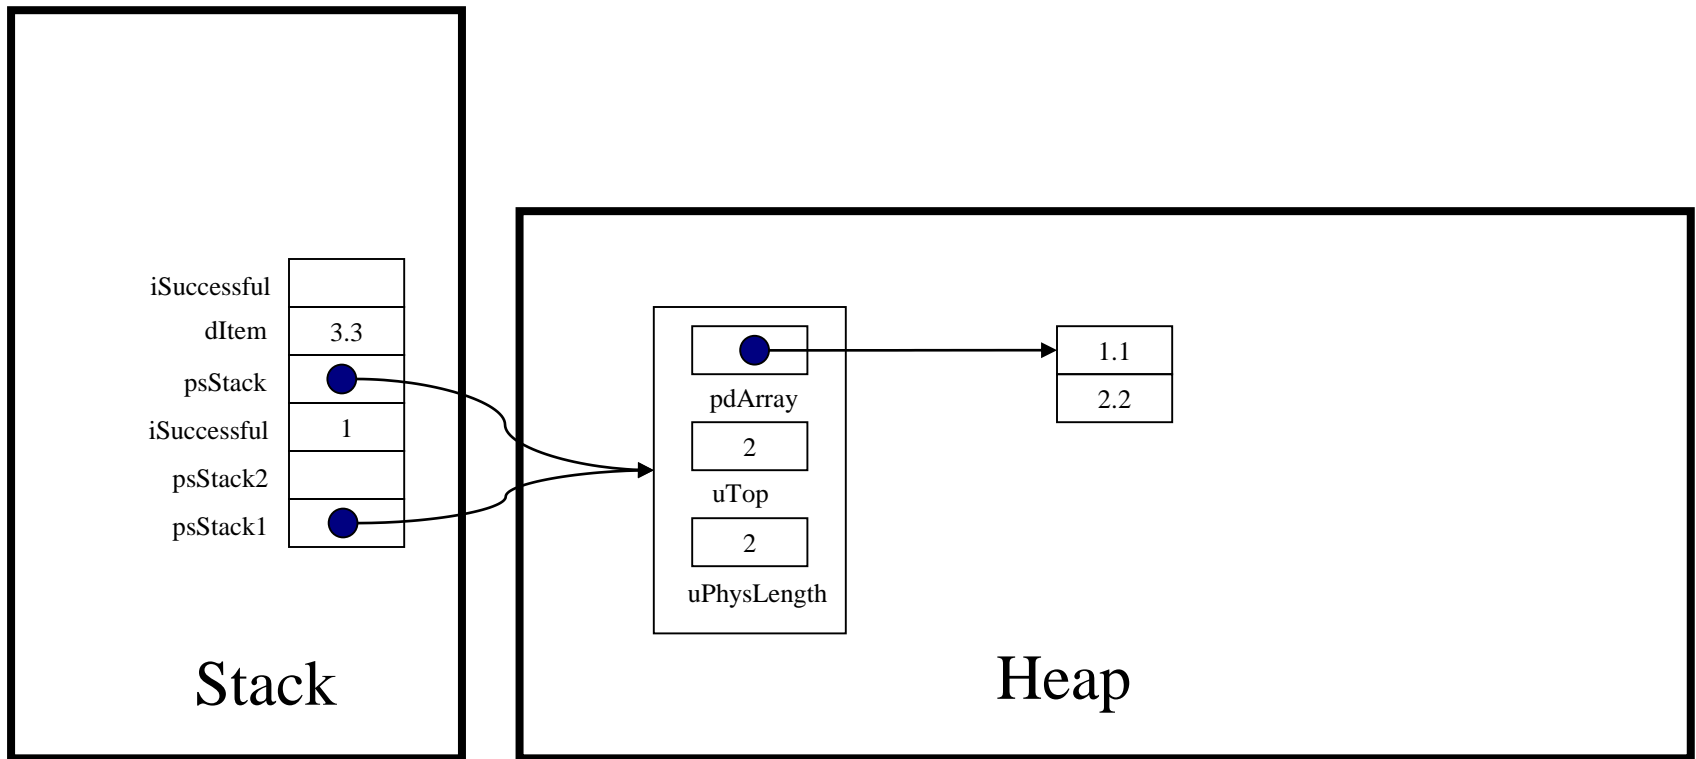 iSuccessful
dItem 3.3
psStack
iSuccessful 1
psStack2
psStack1
Stack
pdArray
2
uTop
2
uPhysLength
1.1
2.2
Heap